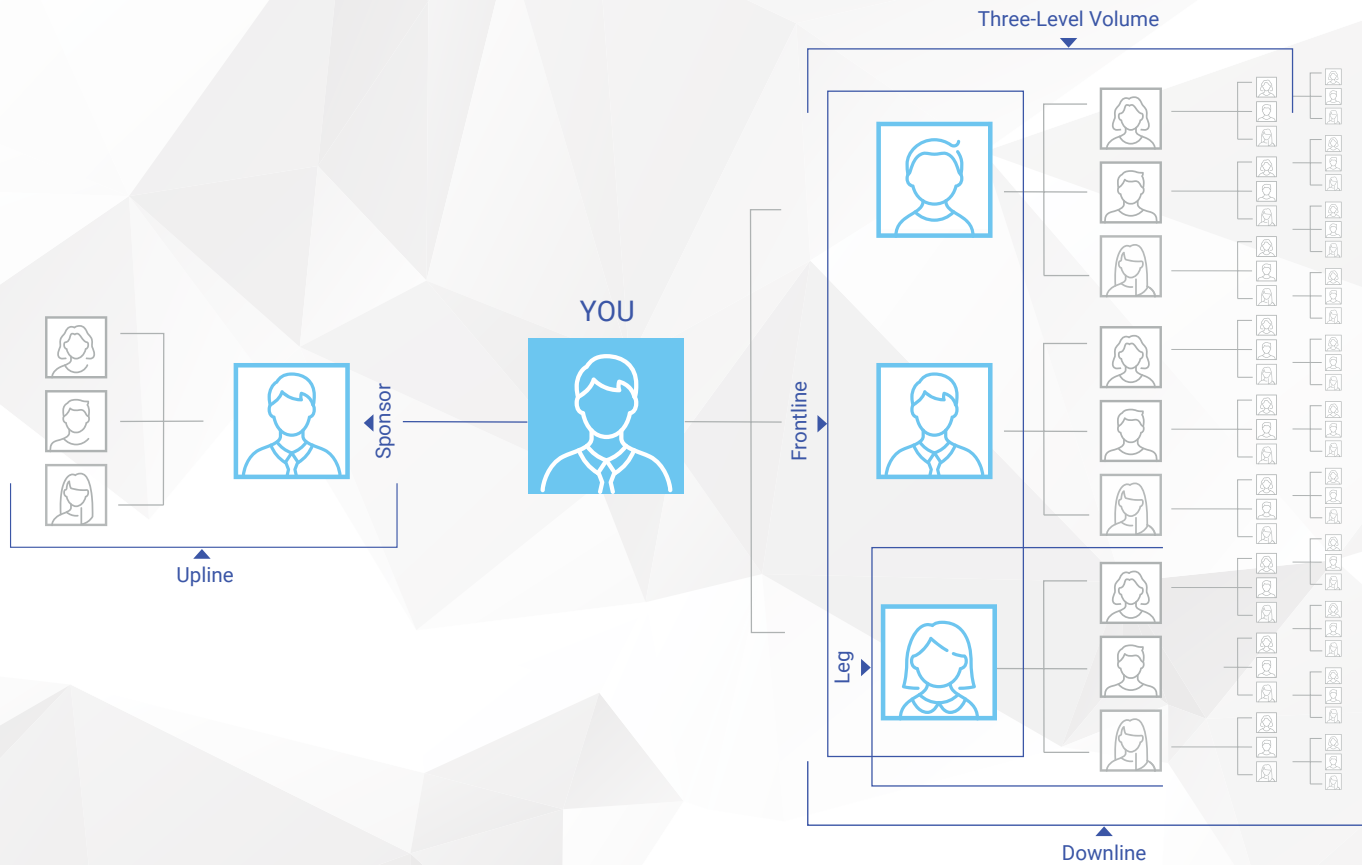 Three-Level Volume
YOU
Sponsor
Frontline
Upline
Leg
Downline